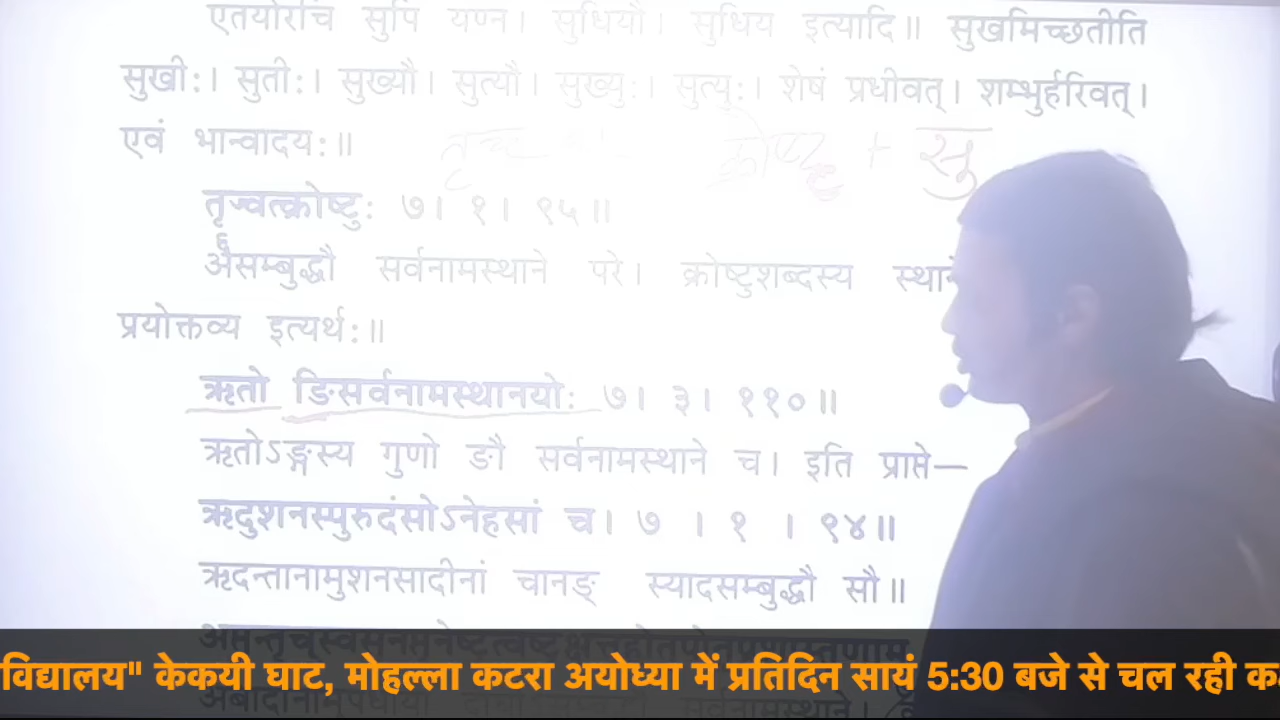 एतयोरचि सुपि यण्न। सुधियौ। सुधिय इत्यादि॥ सुखमिच्छतीति
सुखीः। सुतीः। सुख्यौ। सुत्यौ। सुख्युः। सुत्युः। शेषं प्रधीवत्। शम्भुर्हरिवत्।
एवं भान्वादयः॥
क्रोष्टृ + सु
तृज्वत्क्रोष्टुः ७। १। ९५॥
असम्बुद्धौ सर्वनामस्थाने परे। क्रोष्टुशब्दस्य
प्रयोक्तव्य इत्यर्थः॥
ऋतो ङिसर्वनामस्थानयोः ७। ३। ११०॥
ऋतोऽङ्गस्य गुणो ङौ सर्वनामस्थाने च। इति प्राप्ते—
ऋदुशनस्पुरुदंसोऽनेहसां च। ७ । १ । ९४॥
ऋदन्तानामुशनसादीनां चानङ् स्यादसम्बुद्धौ सौ॥
विद्यालय" केकयी घाट, मोहल्ला कटरा अयोध्या में प्रतिदिन सायं 5:30 बजे से चल रही